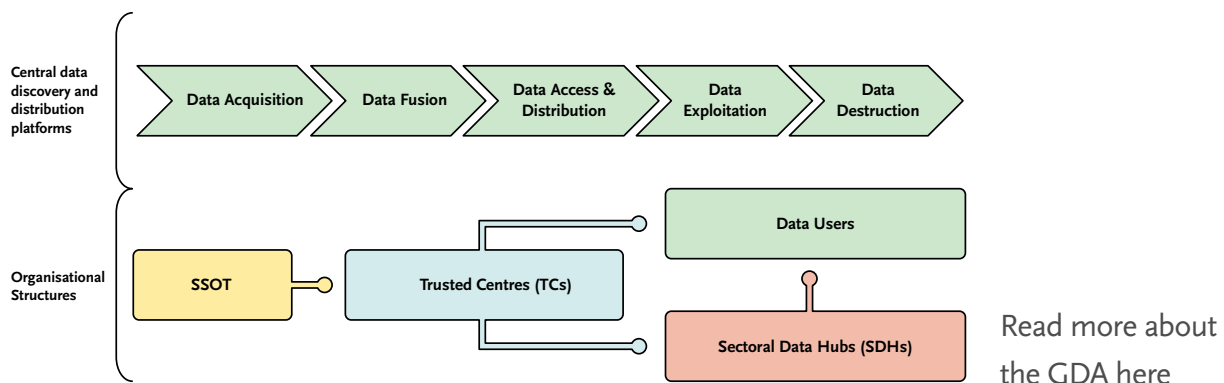 Central data
discovery and
distribution
platforms
Data Acquisition
Data Fusion
Data Access &
Distribution
Data
Exploitation
Data
Destruction
Organisational
Structures
SSOT
Trusted Centres (TCs)
Data Users
Sectoral Data Hubs (SDHs)
Read more about
the GDA here